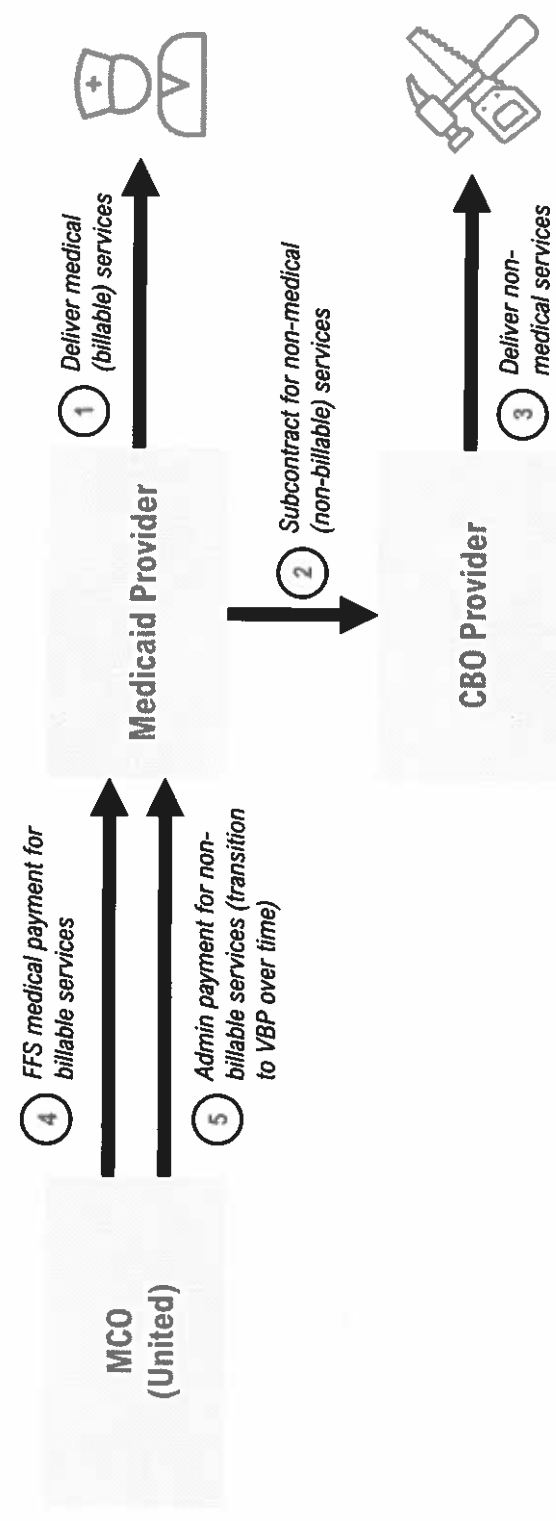 MCO
(United)
4
FFS medical payment for
billable services
5
Admin payment for non-
billable services (transition
to VBP over time)
Medicaid Provider
1
Deliver medical
(billable) services
2
Subcontract for non-medical
(non-billable) services
CBO Provider
3
Deliver non-
medical services